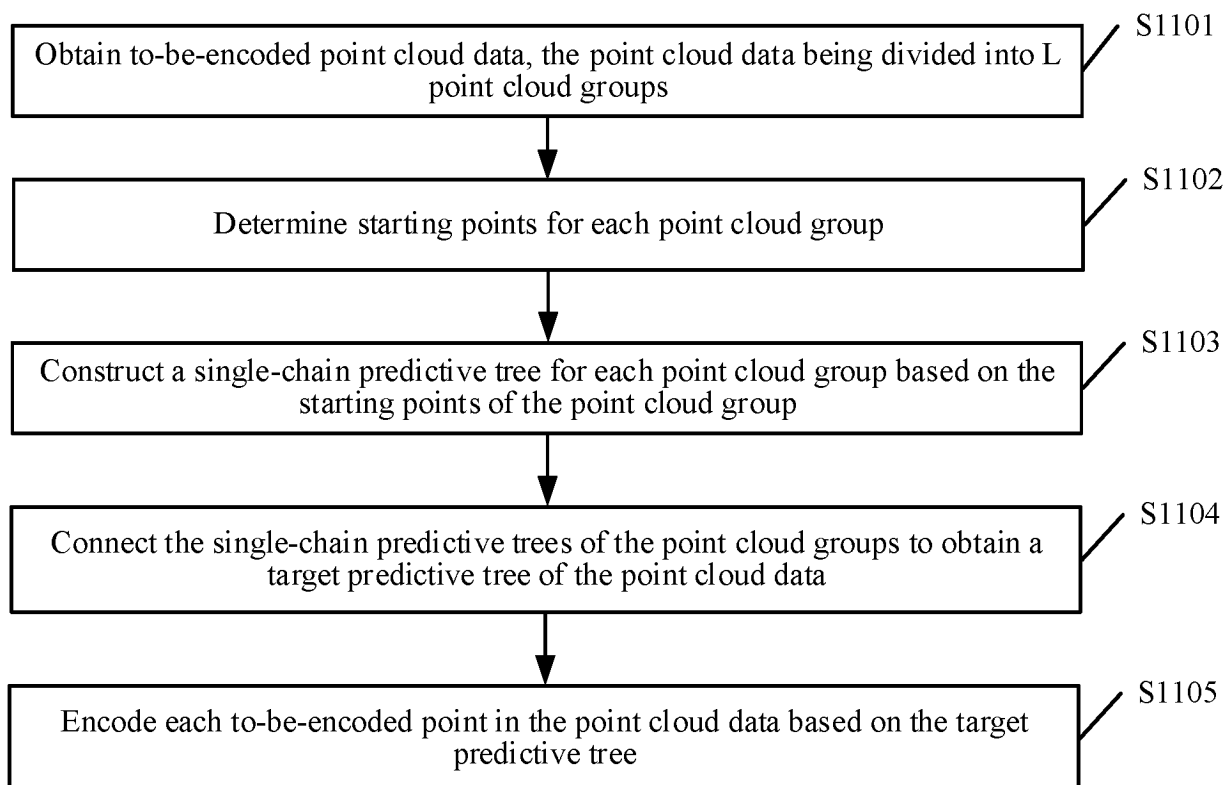 S1101
Obtain to-be-encoded point cloud data, the point cloud data being divided into L
point cloud groups
S1102
Determine starting points for each point cloud group
S1103
Construct a single-chain predictive tree for each point cloud group based on the
starting points of the point cloud group
S1104
Connect the single-chain predictive trees of the point cloud groups to obtain a
target predictive tree of the point cloud data
S1105
Encode each to-be-encoded point in the point cloud data based on the target
predictive tree